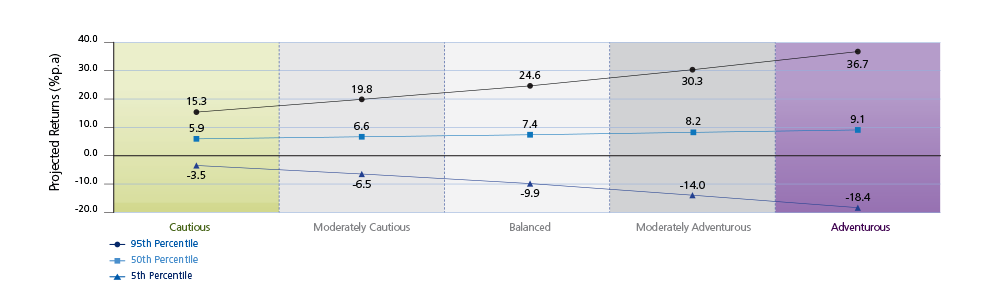 Projected Returns (%p.a)
40.0
30.0
20.0
10.0
0.0
-10.0
-20.0
15.3
19.8
24.6
30.3
36.7
5.9
6.6
7.4
8.2
9.1
-3.5
-6.5
-9.9
-14.0
-18.4
Cautious
Moderately Cautious
Balanced
Moderately Adventurous
Adventurous
95th Percentile
50th Percentile
5th Percentile